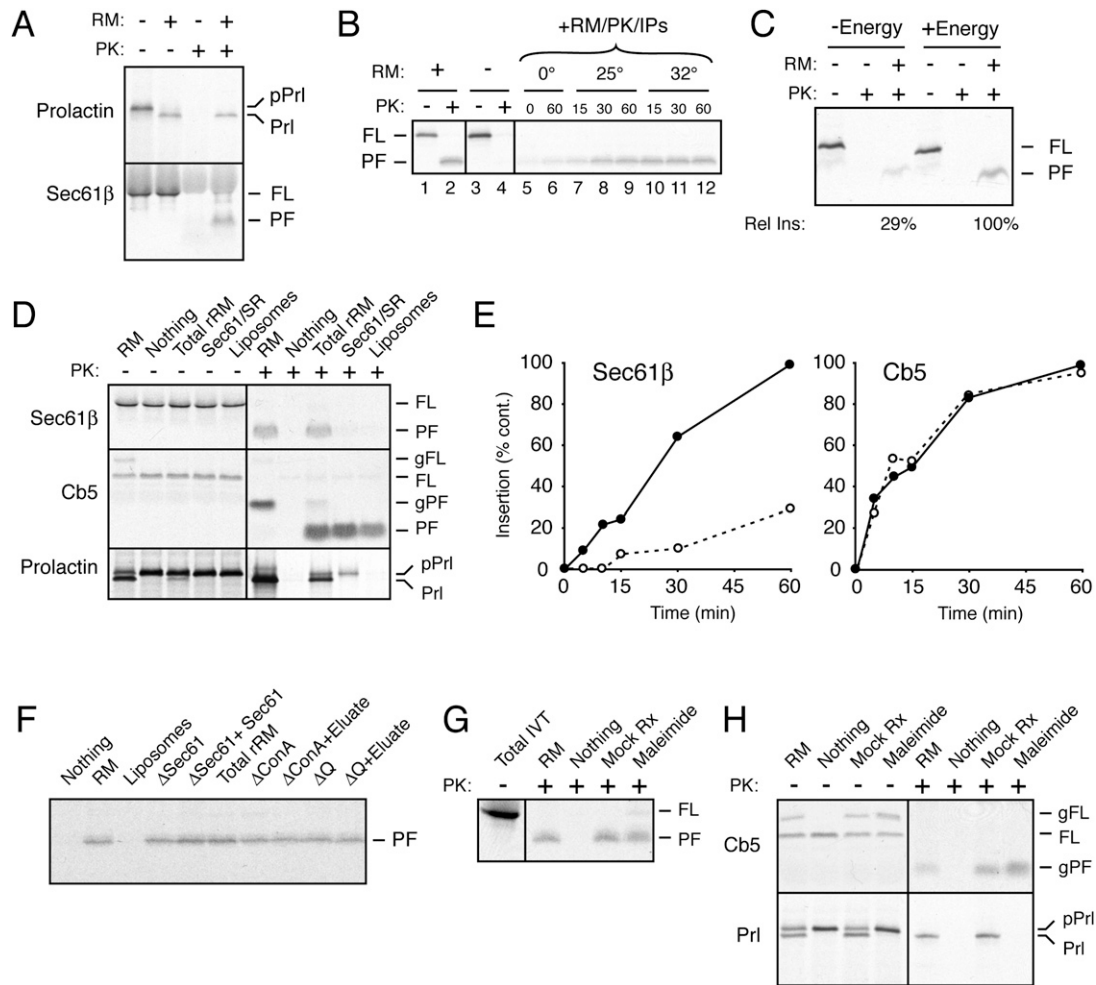 A
RM: - + - +
PK: - - + +
Prolactin
pPrl
Prl
Sec61β
FL
PF
B
+RM/PK/IPs
RM: + - 0° 25° 32°
PK: - + - + 0 60 15 30 60 15 30 60
FL
PF
1 2 3 4 5 6 7 8 9 10 11 12
C
-Energy +Energy
RM: + +
PK: - + + - + +
FL
PF
Rel Ins: 29% 100%
D
RM Nothing Total rRM Sec61/SR Liposomes RM Nothing Total rRM Sec61/SR Liposomes
PK: - - - - - + + + + +
Sec61β
FL
PF
Cb5
gFL
FL
gPF
PF
Prolactin
pPrl
Prl
E
Sec61β
Insertion (% cont.)
100
80
60
40
20
0
0 15 30 45 60
Time (min)
Cb5
100
80
60
40
20
0
0 15 30 45 60
Time (min)
F
Nothing RM Liposomes ΔSec61 ΔSec61+ Sec61 Total rRM ΔConA ΔConA+Eluate ΔQ ΔQ+Eluate
PF
G
Total IVT RM Nothing Mock Rx Maleimide
PK: - + + + +
FL
PF
H
RM Nothing Mock Rx Maleimide RM Nothing Mock Rx Maleimide
PK: - - - - + + + +
Cb5
gFL
FL
gPF
Prl
pPrl
Prl